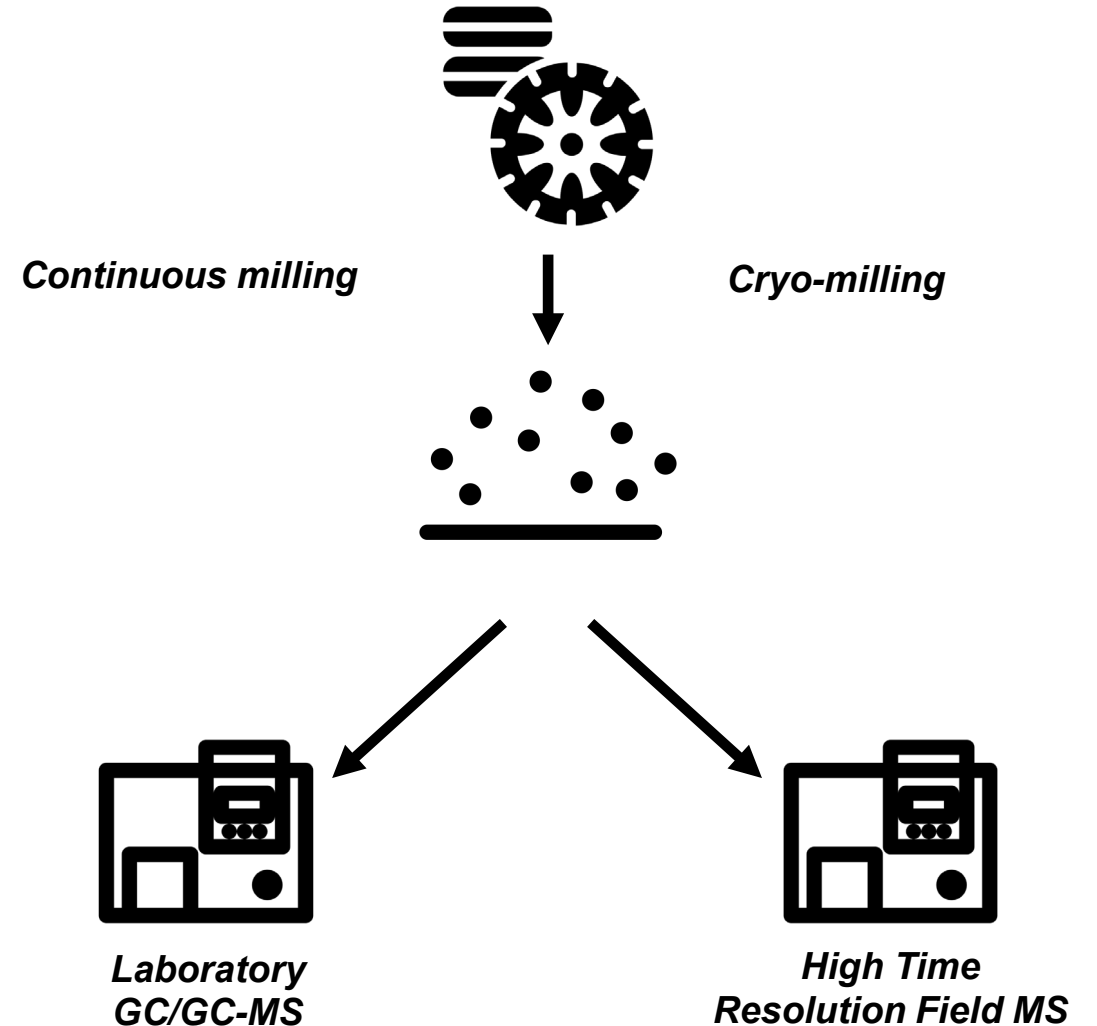 Continuous milling
Cryo-milling
Laboratory
GC/GC-MS
High Time
Resolution Field MS